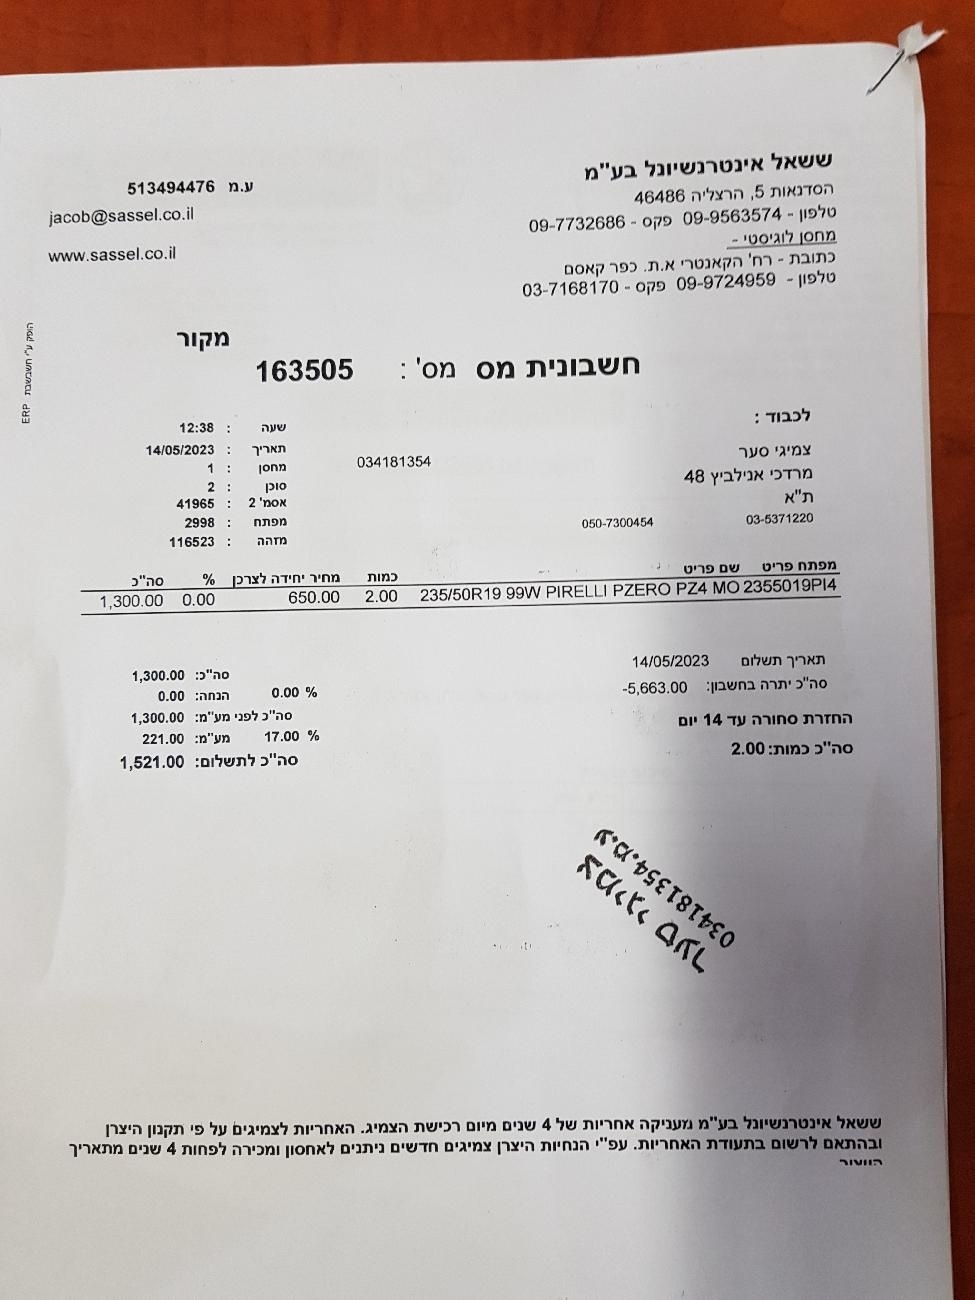 ששאל אינטרנשיונל בע"מ
הסדנאות 5, הרצליה 46486
טלפון - 09-9563574 פקס - 09-7732686
מחסן לוגיסטי -
כתובת - רח' הקאנטרי א.ת. כפר קאסם
טלפון - 09-9724959 פקס - 03-7168170
ע.מ 513494476
jacob@sassel.co.il
www.sassel.co.il
הופק ע"י חשבשבת ERP
מקור
חשבונית מס מס' : 163505
לכבוד :
צמיגי סער
034181354
מרדכי אנילביץ 48
ת"א
03-5371220 050-7300454
שעה : 12:38
תאריך : 14/05/2023
מחסן : 1
סוכן : 2
אסמ' 2 : 41965
מפתח : 2998
מזהה : 116523
מפתח פריט שם פריט כמות מחיר יחידה לצרכן % סה"כ
2355019PI4 235/50R19 99W PIRELLI PZERO PZ4 MO 2.00 650.00 0.00 1,300.00
תאריך תשלום 14/05/2023
סה"כ יתרה בחשבון: -5,663.00
החזרת סחורה עד 14 יום
סה"כ כמות: 2.00
סה"כ: 1,300.00
% 0.00 הנחה: 0.00
סה"כ לפני מע"מ: 1,300.00
% 17.00 מע"מ: 221.00
סה"כ לתשלום: 1,521.00
צמיגי סער
ע.מ. 034181354
ששאל אינטרנשיונל בע"מ מעניקה אחריות של 4 שנים מיום רכישת הצמיג. האחריות לצמיגים על פי תקנון היצרן
ובהתאם לרשום בתעודת האחריות. עפ"י הנחיות היצרן צמיגים חדשים ניתנים לאחסון ומכירה לפחות 4 שנים מתאריך
הייצור